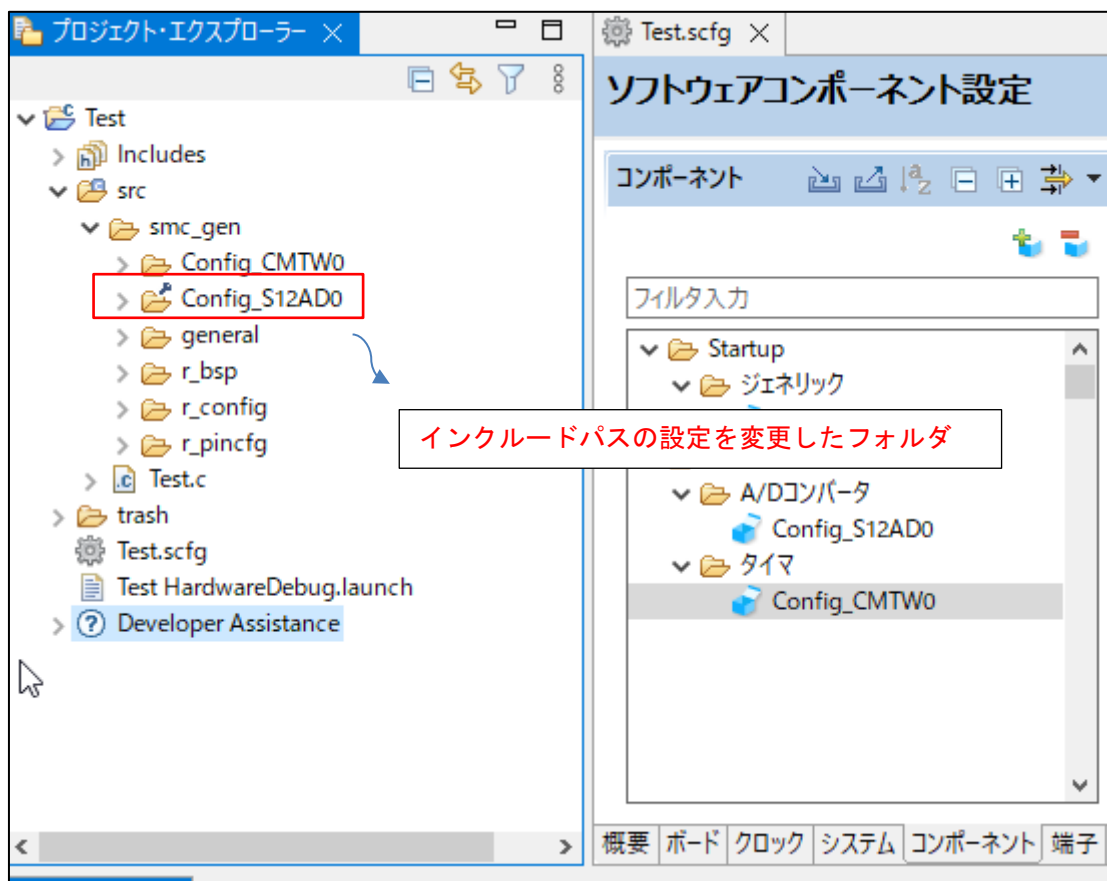 プロジェクト・エクスプローラー
Test
Includes
src
smc_gen
Config_CMTW0
Config_S12AD0
general
r_bsp
r_config
r_pincfg
Test.c
trash
Test.scfg
Test HardwareDebug.launch
Developer Assistance
Test.scfg
ソフトウェアコンポーネント設定
コンポーネント
フィルタ入力
Startup
ジェネリック
インクルードパスの設定を変更したフォルダ
A/Dコンバータ
Config_S12AD0
タイマ
Config_CMTW0
概要 ボード クロック システム コンポーネント 端子